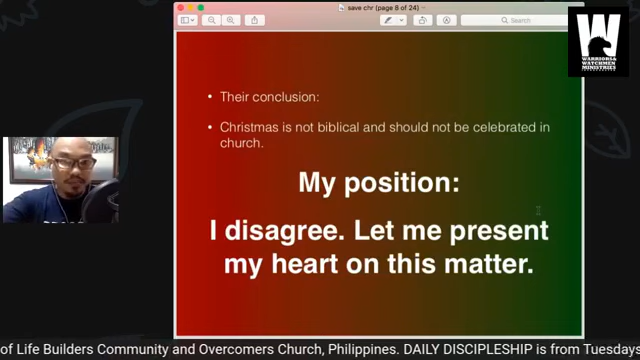 save chr (page 8 of 24)
Search
WARRIORS &
WATCHMEN
MINISTRIES
• Their conclusion:
• Christmas is not biblical and should not be celebrated in
church.
My position:
I disagree. Let me present
my heart on this matter.
of Life Builders Community and Overcomers Church, Philippines. DAILY DISCIPLESHIP is from Tuesdays